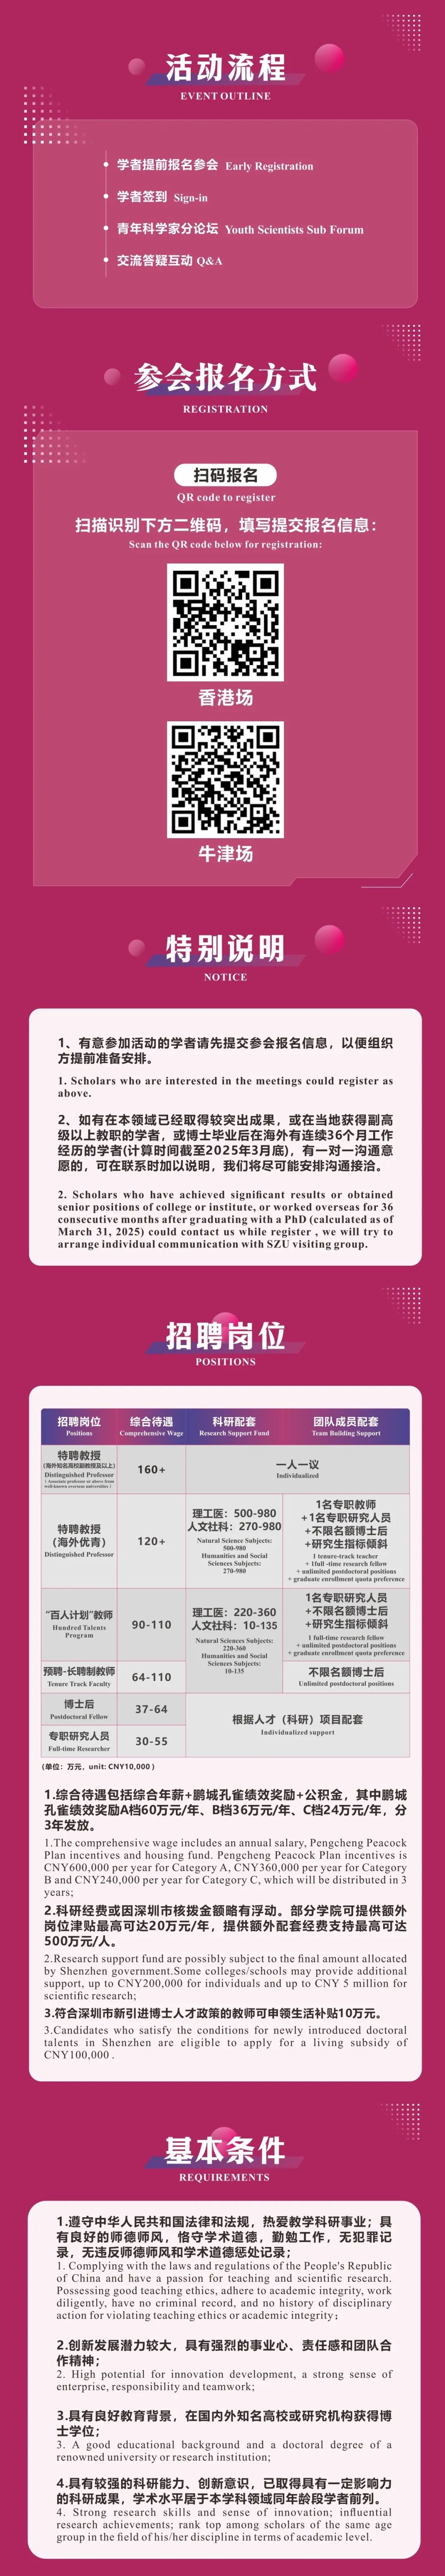 活动流程
EVENT OUTLINE
学者提前报名参会 Early Registration
学者签到 Sign-in
青年科学家分论坛 Youth Scientists Sub Forum
交流答疑互动 Q&A
参会报名方式
REGISTRATION
扫码报名
QR code to register
扫描识别下方二维码，填写提交报名信息：
Scan the QR code below for registration:
香港场
牛津场
特别说明
NOTICE
1、有意参加活动的学者请先提交参会报名信息，以便组织
方提前准备安排。
1. Scholars who are interested in the meetings could register as
above.
2、如有在本领域已经取得较突出成果，或在当地获得副高
级以上教职的学者，或博士毕业后在海外有连续36个月工作
经历的学者(计算时间截至2025年3月底)，有一对一沟通意
愿的，可在联系时加以说明，我们将尽可能安排沟通接洽。
2. Scholars who have achieved significant results or obtained
senior positions of college or institute, or worked overseas for 36
consecutive months after graduating with a PhD (calculated as of
March 31, 2025) could contact us while register , we will try to
arrange individual communication with SZU visiting group.
招聘岗位
POSITIONS
招聘岗位 综合待遇 科研配套 团队成员配套
Positions Comprehensive Wage Research Support Fund Team Building Support
特聘教授
(海外知名高校副教授及以上)
Distinguished Professor
( Associate professor or above from
well-known overseas universities )
160+
一人一议
Individualized
特聘教授
（海外优青）
Distinguished Professor
120+
理工医：500-980
人文社科：270-980
Natural Science Subjects:
500-980
Humanities and Social
Sciences Subjects:
270-980
1名专职教师
+1名专职研究人员
+不限名额博士后
+研究生指标倾斜
1 tenure-track teacher
+ 1full -time research fellow
+ unlimited postdoctoral positions
+ graduate enrollment quota preference
“百人计划”教师
Hundred Talents
Program
90-110
理工医：220-360
人文社科：10-135
Natural Sciences Subjects:
220-360
Humanities and Social
Sciences Subjects:
10-135
1名专职研究人员
+不限名额博士后
+研究生指标倾斜
1 full-time research fellow
+ unlimited postdoctoral positions
+ graduate enrollment quota preference
预聘-长聘制教师
Tenure Track Faculty
64-110
不限名额博士后
Unlimited postdoctoral positions
博士后
Postdoctoral Fellow
37-64
根据人才（科研）项目配套
Individualized support
专职研究人员
Full-time Researcher
30-55
(单位：万元，unit: CNY10,000 )
1.综合待遇包括综合年薪+鹏城孔雀绩效奖励+公积金，其中鹏城
孔雀绩效奖励A档60万元/年、B档36万元/年、C档24万元/年，分
3年发放。
1.The comprehensive wage includes an annual salary, Pengcheng Peacock
Plan incentives and housing fund. Pengcheng Peacock Plan incentives is
CNY600,000 per year for Category A, CNY360,000 per year for Category
B and CNY240,000 per year for Category C, which will be distributed in 3
years;
2.科研经费或因深圳市核拨金额略有浮动。部分学院可提供额外
岗位津贴最高可达20万元/年，提供额外配套经费支持最高可达
500万元/人。
2.Research support fund are possibly subject to the final amount allocated
by Shenzhen government.Some colleges/schools may provide additional
support, up to CNY200,000 for individuals and up to CNY 5 million for
scientific research;
3.符合深圳市新引进博士人才政策的教师可申领生活补贴10万元。
3.Candidates who satisfy the conditions for newly introduced doctoral
talents in Shenzhen are eligible to apply for a living subsidy of
CNY100,000 .
基本条件
REQUIREMENTS
1.遵守中华人民共和国法律和法规，热爱教学科研事业；具
有良好的师德师风，恪守学术道德，勤勉工作，无犯罪记
录，无违反师德师风和学术道德惩处记录；
1. Complying with the laws and regulations of the People's Republic
of China and have a passion for teaching and scientific research.
Possessing good teaching ethics, adhere to academic integrity, work
diligently, have no criminal record, and no history of disciplinary
action for violating teaching ethics or academic integrity；
2.创新发展潜力较大，具有强烈的事业心、责任感和团队合
作精神；
2. High potential for innovation development, a strong sense of
enterprise, responsibility and teamwork;
3.具有良好教育背景，在国内外知名高校或研究机构获得博
士学位；
3. A good educational background and a doctoral degree of a
renowned university or research institution;
4.具有较强的科研能力、创新意识，已取得具有一定影响力
的科研成果，学术水平居于本学科领域同年龄段学者前列。
4. Strong research skills and sense of innovation; influential
research achievements; rank top among scholars of the same age
group in the field of his/her discipline in terms of academic level.